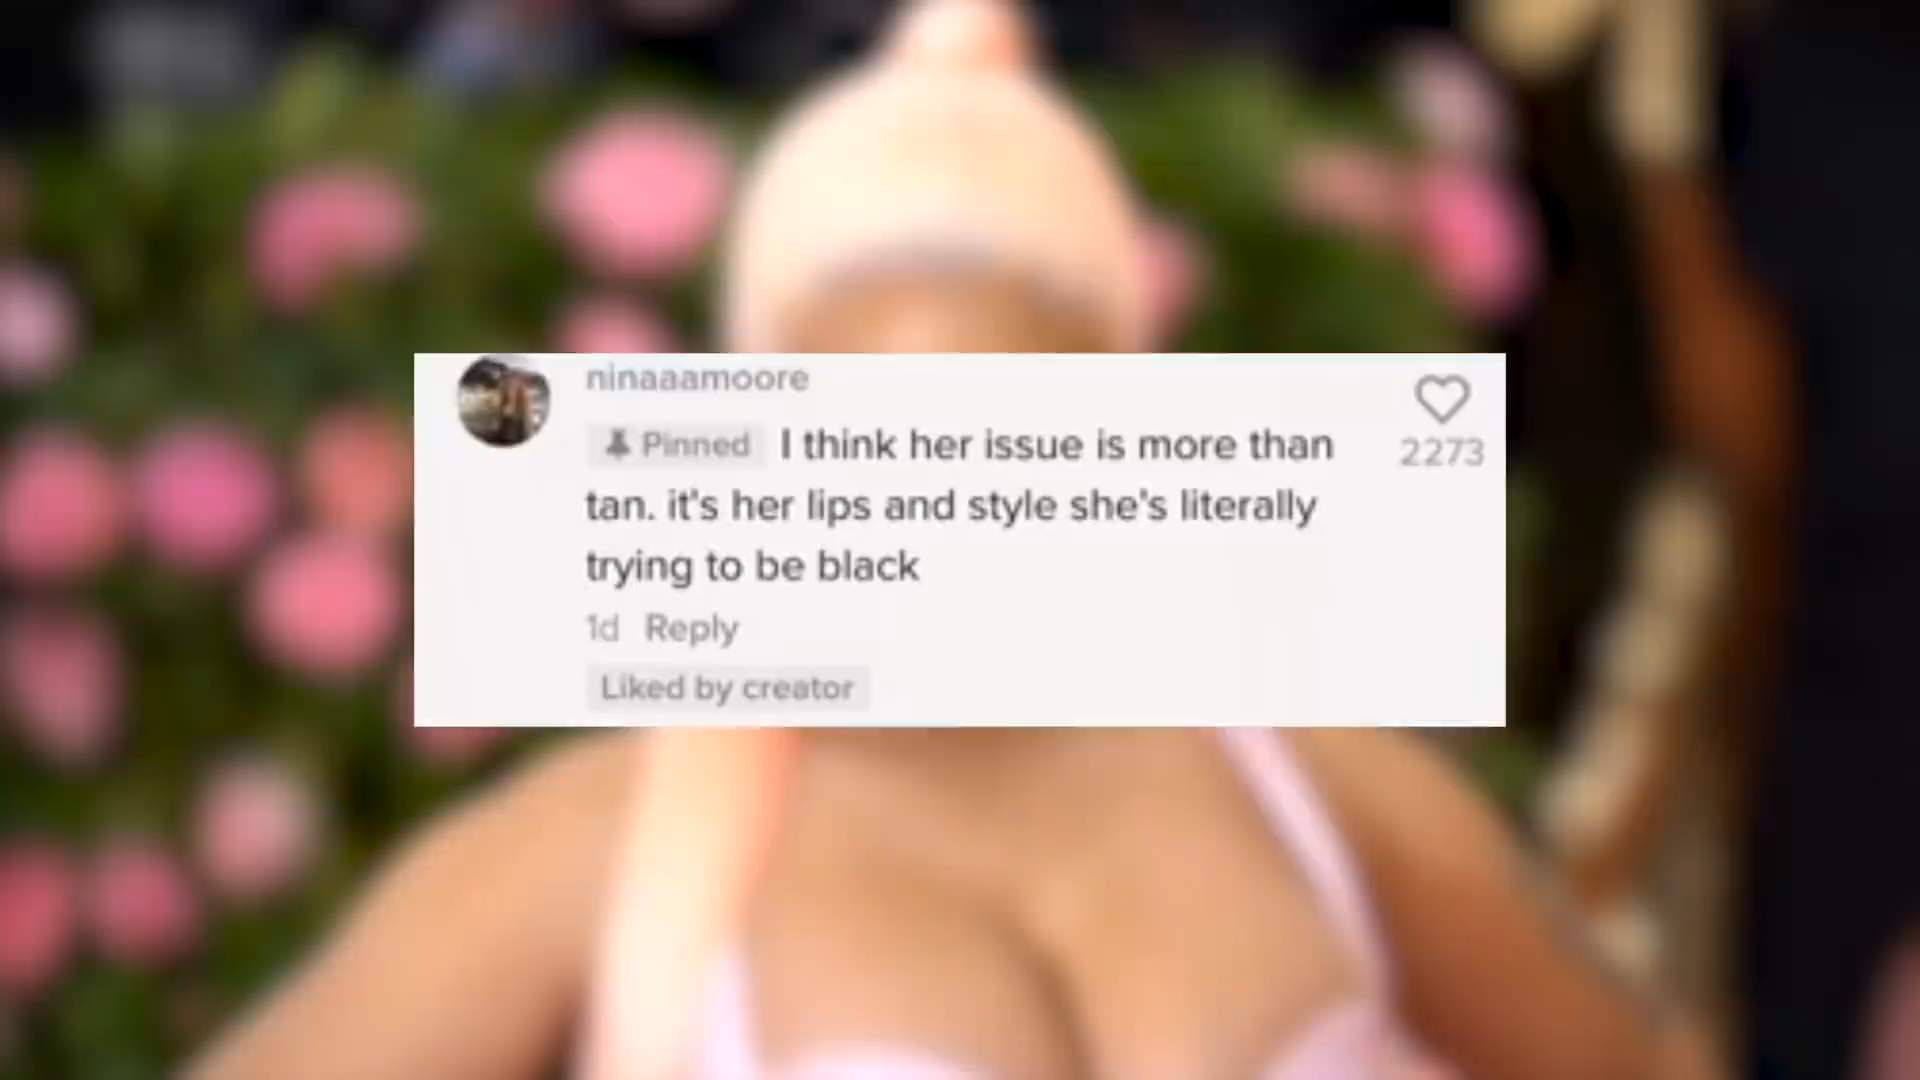 ninaaamoore
Pinned I think her issue is more than
2273
tan. it's her lips and style she's literally
trying to be black
1d Reply
Liked by creator